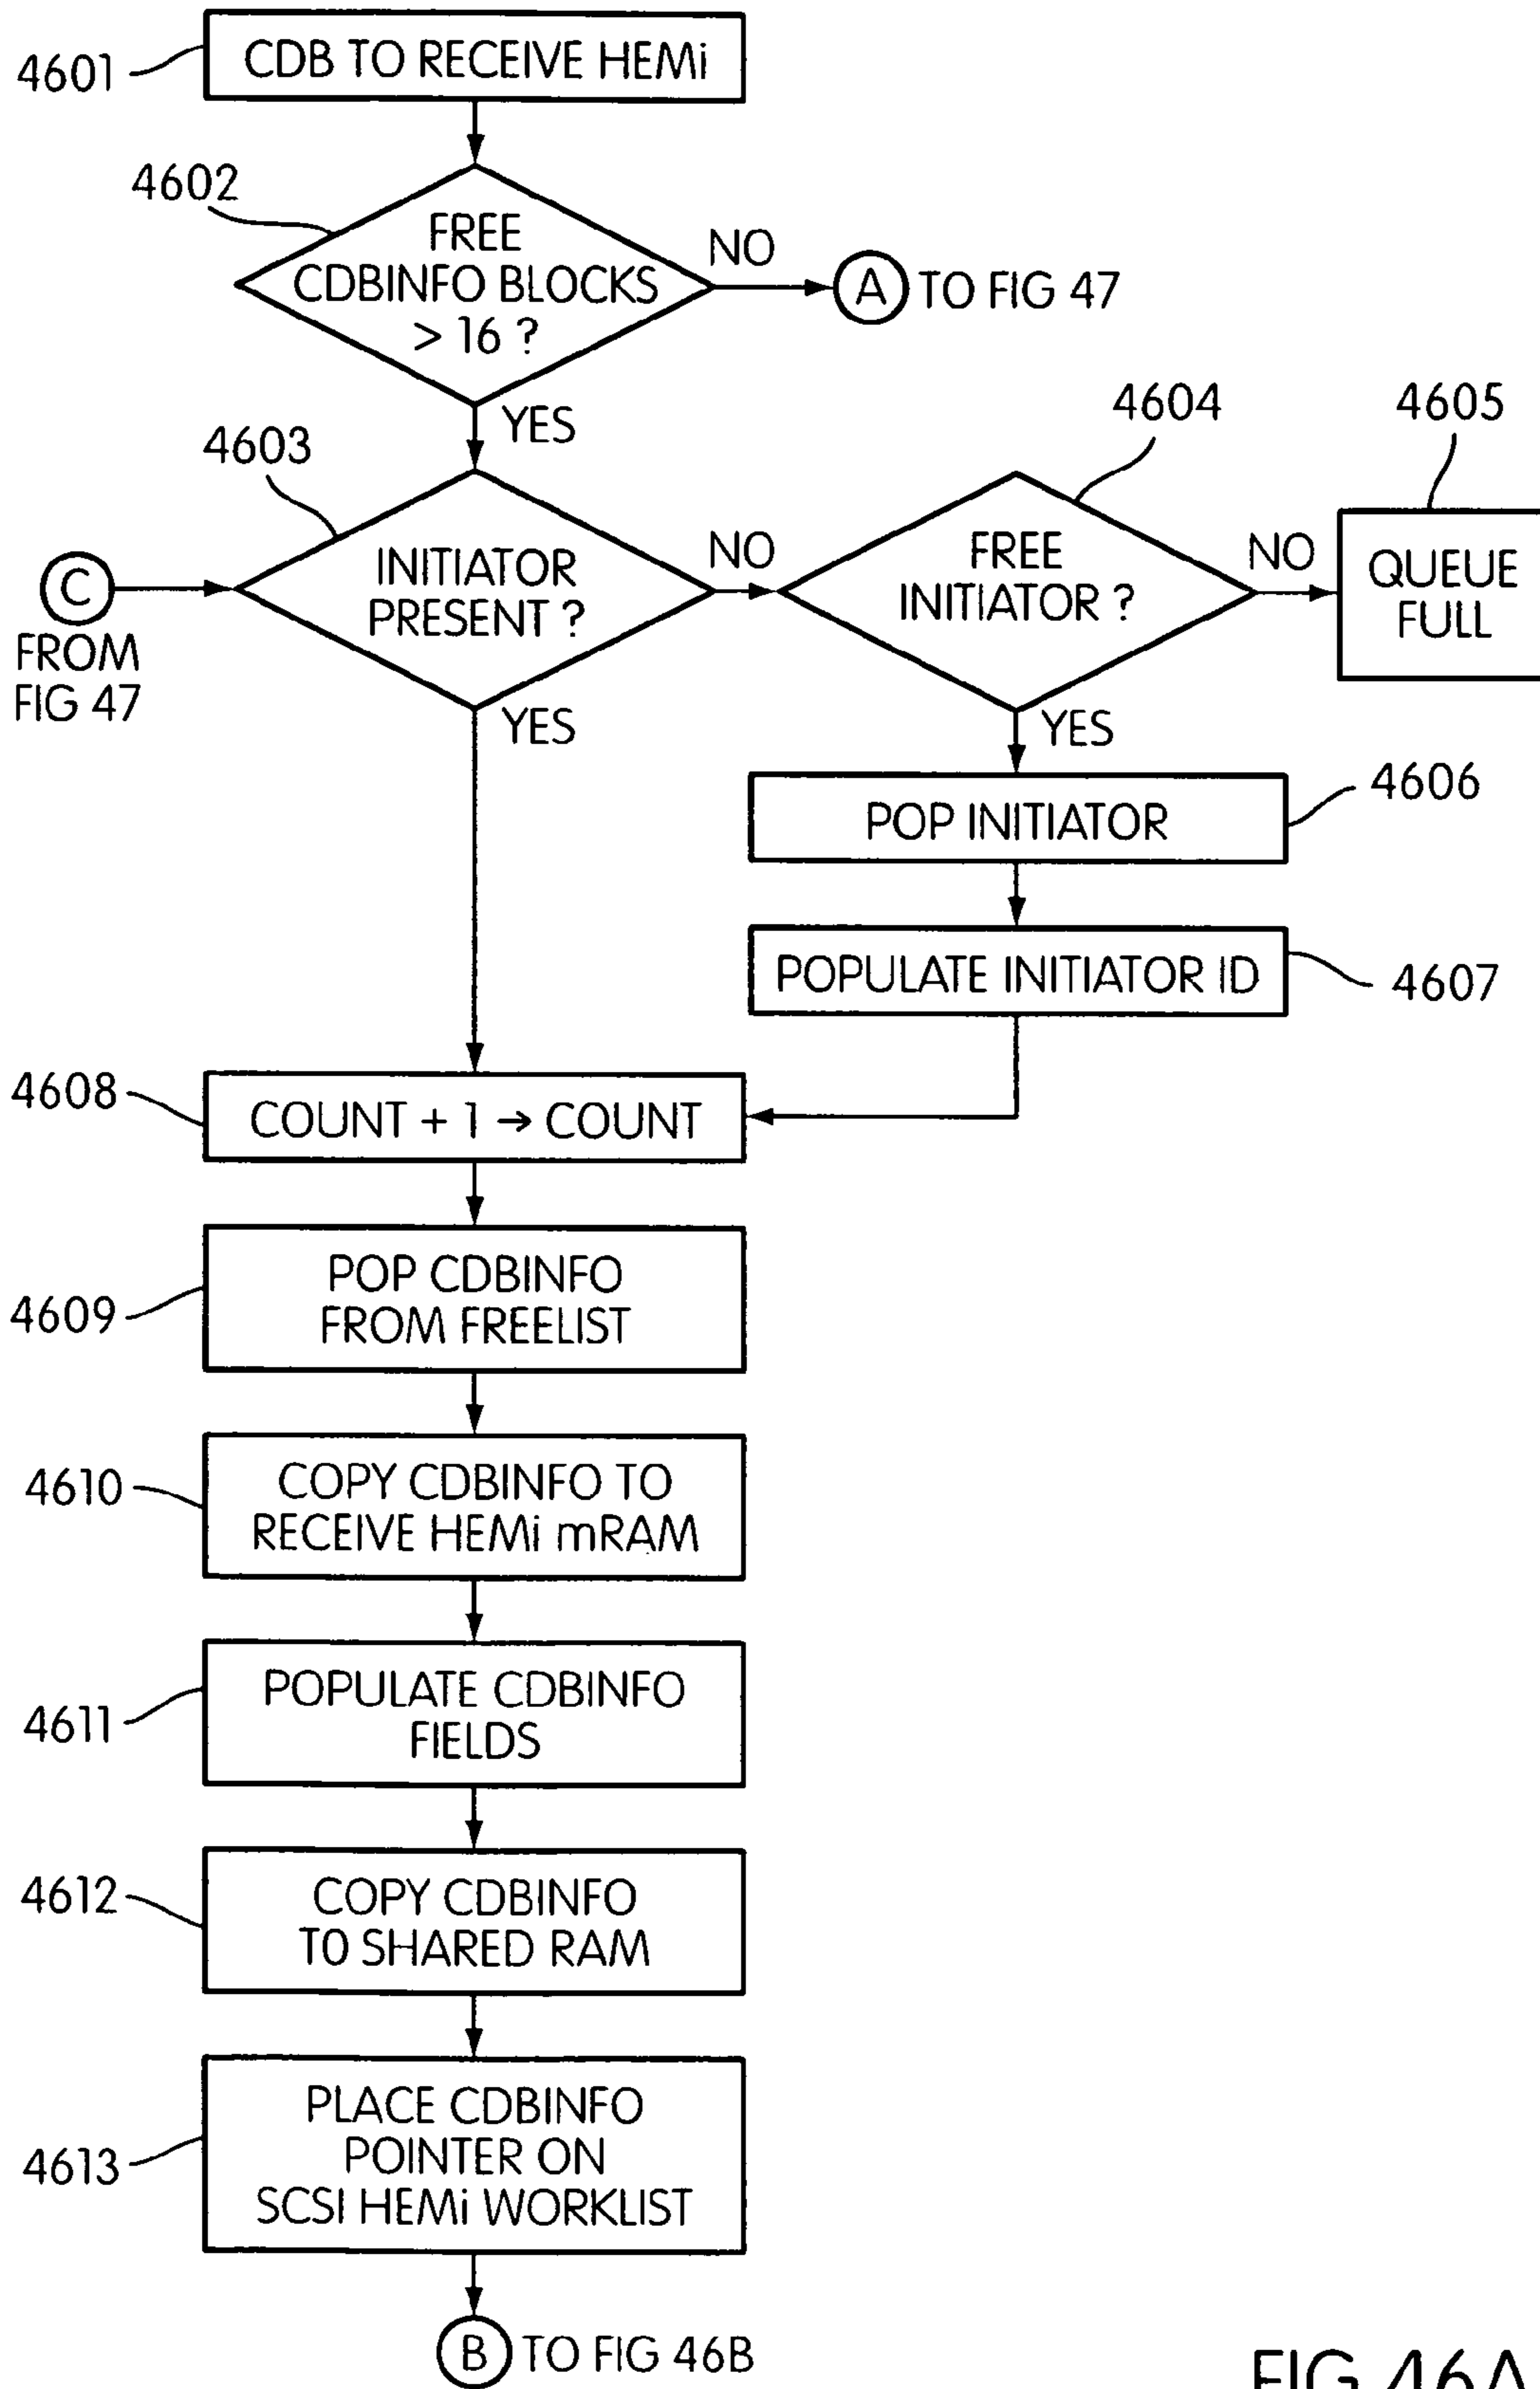 4601
CDB TO RECEIVE HEMi
4602
FREE
CDBINFO BLOCKS
> 16 ?
NO
A TO FIG 47
YES
4603
4604
4605
C
FROM
FIG 47
INITIATOR
PRESENT ?
NO
FREE
INITIATOR ?
NO
QUEUE
FULL
YES
YES
POP INITIATOR
4606
POPULATE INITIATOR ID
4607
4608
COUNT + 1 → COUNT
4609
POP CDBINFO
FROM FREELIST
4610
COPY CDBINFO TO
RECEIVE HEMi mRAM
4611
POPULATE CDBINFO
FIELDS
4612
COPY CDBINFO
TO SHARED RAM
4613
PLACE CDBINFO
POINTER ON
SCSI HEMi WORKLIST
B TO FIG 46B
FIG 46A